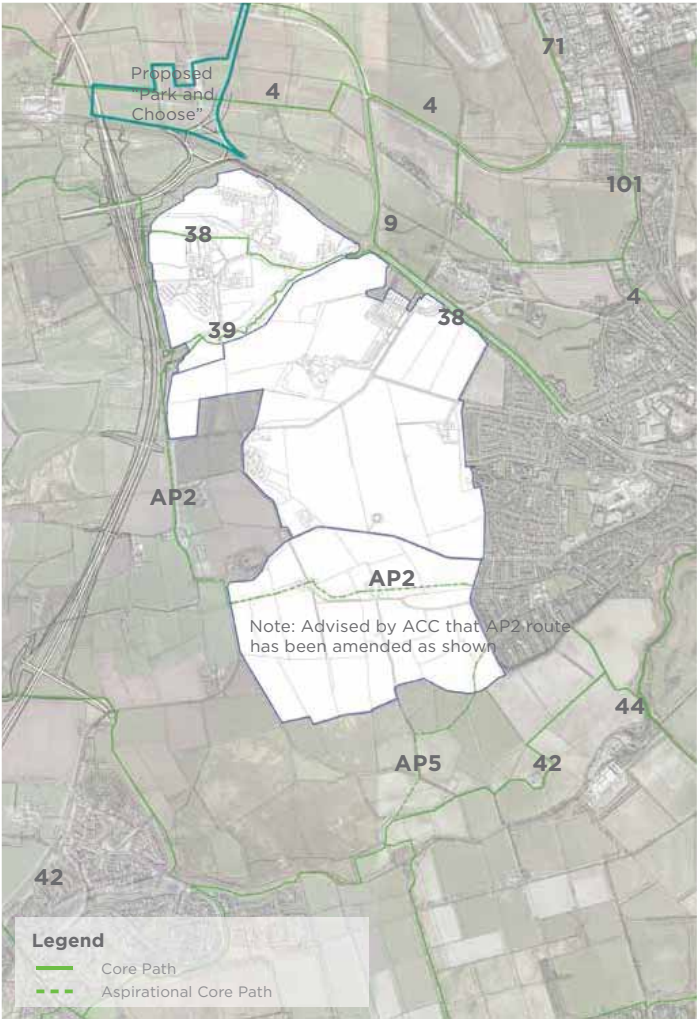 71
Proposed
"Park and
Choose"
4
4
101
9
38
4
38
39
AP2
AP2
Note: Advised by ACC that AP2 route
has been amended as shown
44
AP5
42
42
Legend
Core Path
Aspirational Core Path